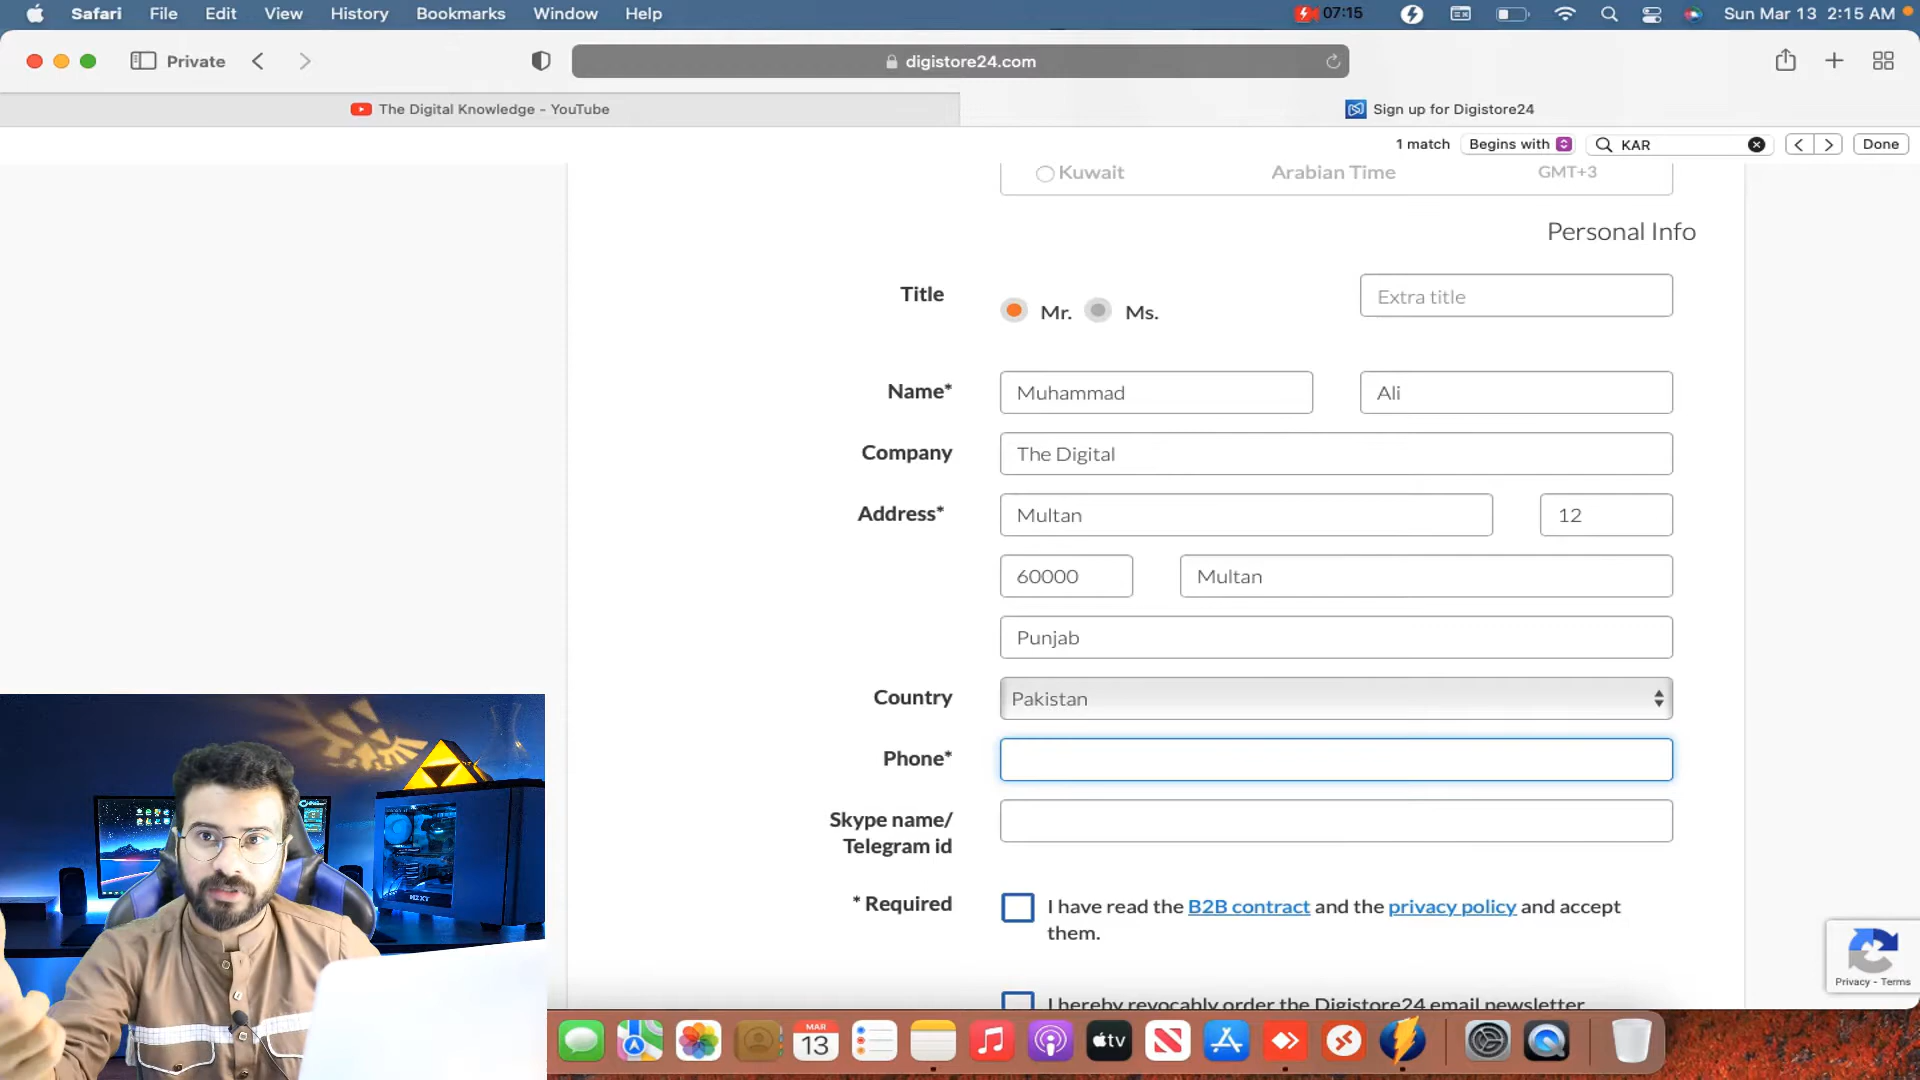 Safari File Edit View History Bookmarks Window Help 07:15 Sun Mar 13 2:15 AM
Private digistore24.com
The Digital Knowledge - YouTube Sign up for Digistore24
1 match Begins with KAR Done
Kuwait Arabian Time GMT+3
Personal Info
Title Mr. Ms. Extra title
Name* Muhammad Ali
Company The Digital
Address* Multan 12
60000 Multan
Punjab
Country Pakistan
Phone*
Skype name/
Telegram id
* Required I have read the B2B contract and the privacy policy and accept
them.
Privacy - Terms
I hereby revocably order the Digistore24 email newsletter
MAR
13
tv
NZXT